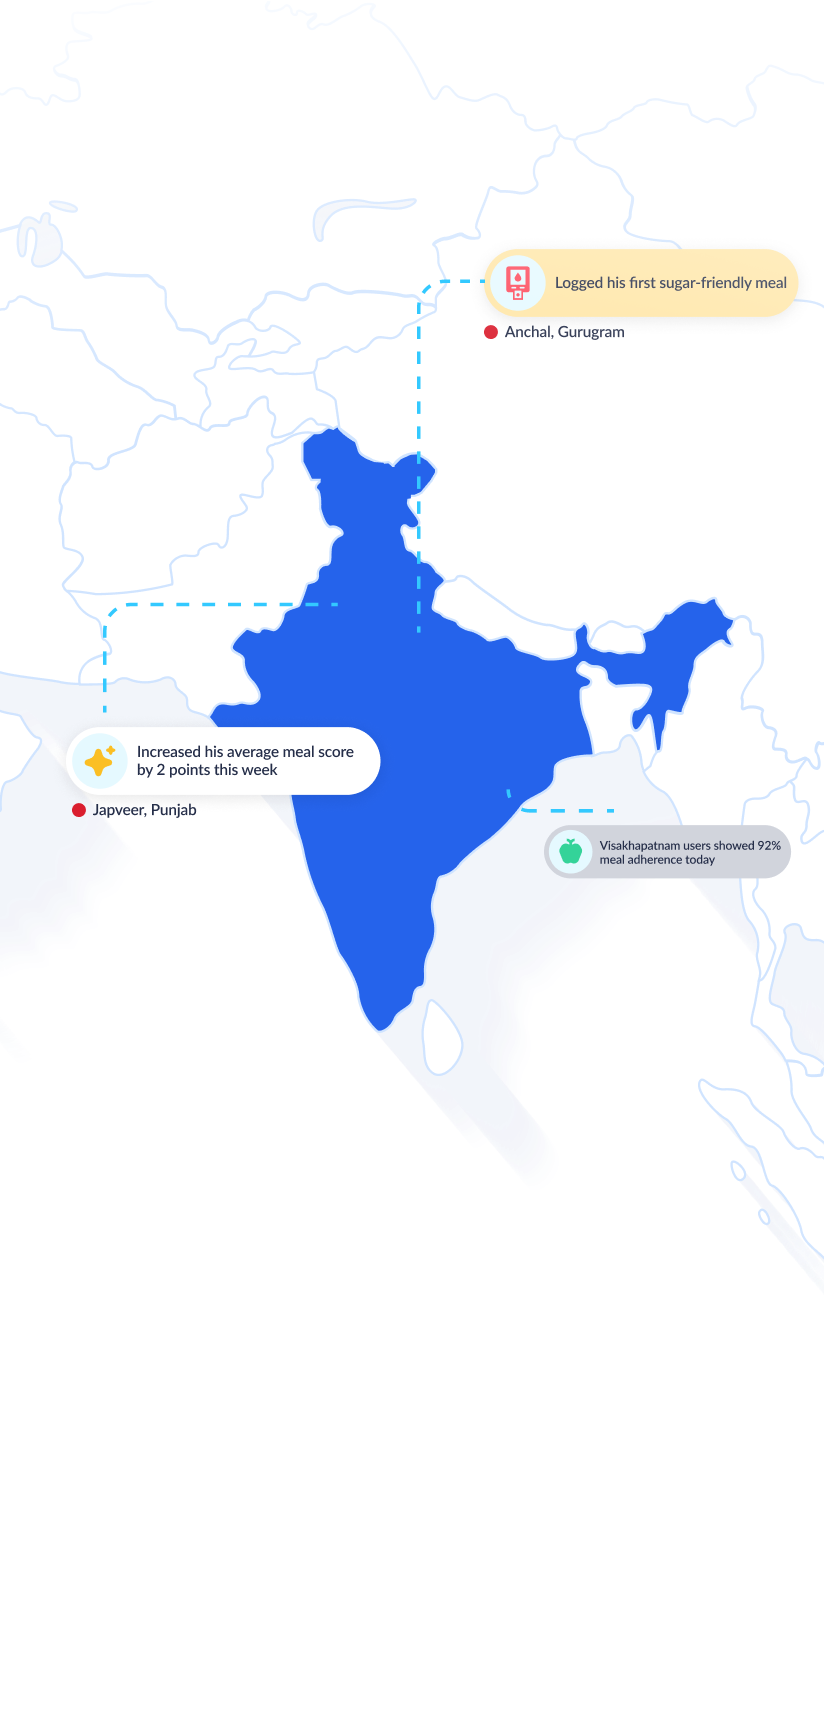 Logged his first sugar-friendly meal
Anchal, Gurugram
Increased his average meal score
by 2 points this week
Japveer, Punjab
Visakhapatnam users showed 92%
meal adherence today